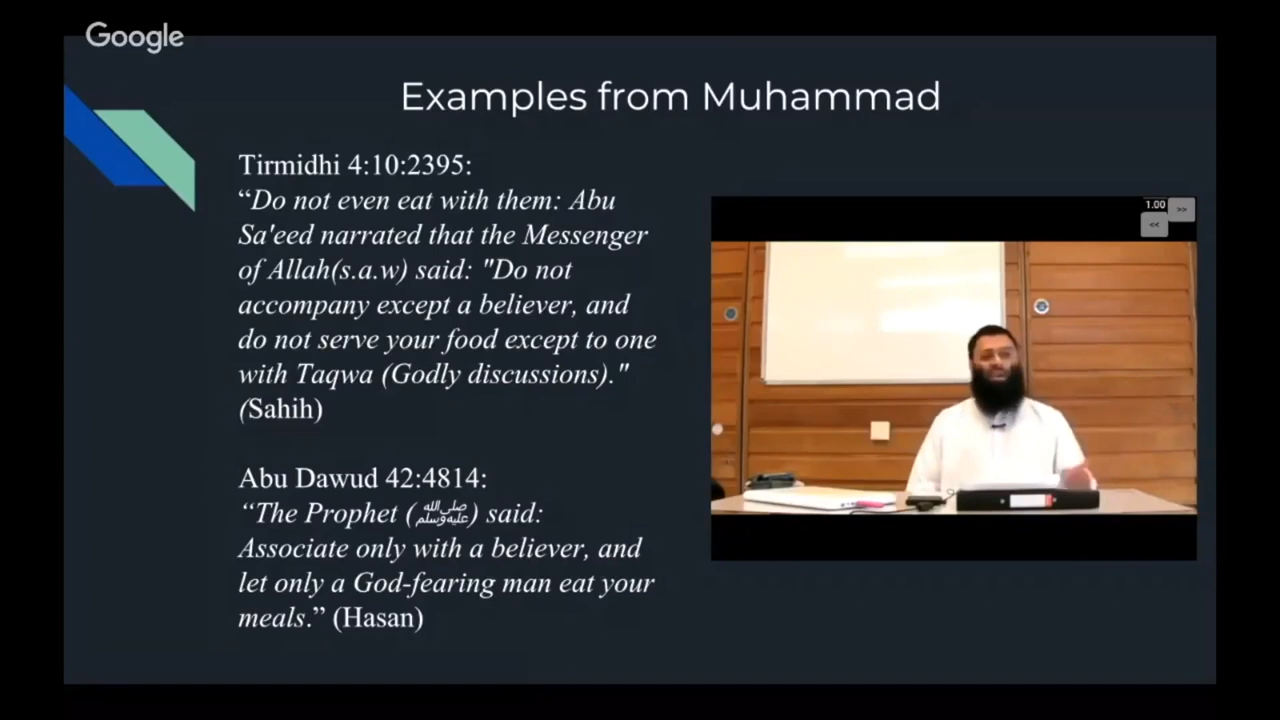 Google
Examples from Muhammad
Tirmidhi 4:10:2395:
“Do not even eat with them: Abu
Sa'eed narrated that the Messenger
of Allah(s.a.w) said: "Do not
accompany except a believer, and
do not serve your food except to one
with Taqwa (Godly discussions)."
(Sahih)
Abu Dawud 42:4814:
“The Prophet (ﷺ) said:
Associate only with a believer, and
let only a God-fearing man eat your
meals.” (Hasan)
1.00
>>
<<